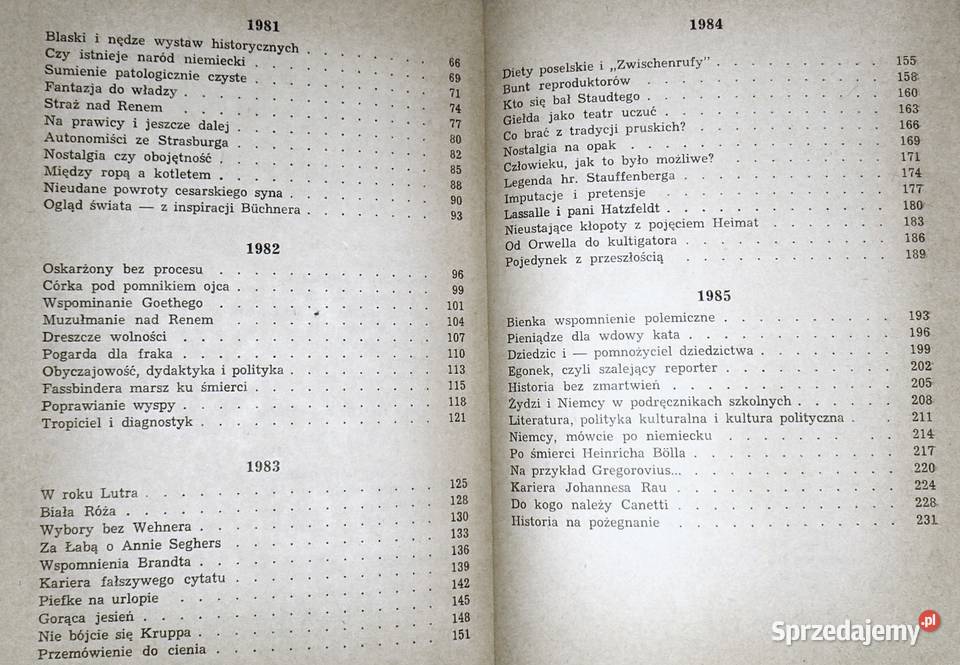 1981
Blaski i nędze wystaw historycznych . . . . . 66
Czy istnieje naród niemiecki . . . . . 69
Sumienie patologicznie czyste . . . . . 71
Fantazja do władzy . . . . . 74
Straż nad Renem . . . . . 77
Na prawicy i jeszcze dalej . . . . . 80
Autonomiści ze Strasburga . . . . . 82
Nostalgia czy obojętność . . . . . 85
Między ropą a kotletem . . . . . 88
Nieudane powroty cesarskiego syna . . . . . 90
Ogląd świata — z inspiracji Büchnera . . . . . 93
1982
Oskarżony bez procesu . . . . . 96
Córka pod pomnikiem ojca . . . . . 99
Wspominanie Goethego . . . . . 101
Muzułmanie nad Renem . . . . . 104
Dreszcze wolności . . . . . 107
Pogarda dla fraka . . . . . 110
Obyczajowość, dydaktyka i polityka . . . . . 113
Fassbindera marsz ku śmierci . . . . . 115
Poprawianie wyspy . . . . . 118
Tropiciel i diagnostyk . . . . . 121
1983
W roku Lutra . . . . . 125
Biała Róża . . . . . 128
Wybory bez Wehnera . . . . . 130
Za Łabą o Annie Seghers . . . . . 133
Wspomnienia Brandta . . . . . 136
Kariera fałszywego cytatu . . . . . 139
Piefke na urlopie . . . . . 142
Gorąca jesień . . . . . 145
Nie bójcie się Kruppa . . . . . 148
Przemówienie do cienia . . . . . 151
1984
Diety poselskie i „Zwischenrufy” . . . . . 155
Bunt reproduktorów . . . . . 158
Kto się bał Staudtego . . . . . 160
Giełda jako teatr uczuć . . . . . 163
Co brać z tradycji pruskich? . . . . . 166
Nostalgia na opak . . . . . 169
Człowieku, jak to było możliwe? . . . . . 171
Legenda hr. Stauffenberga . . . . . 174
Imputacje i pretensje . . . . . 177
Lassalle i pani Hatzfeldt . . . . . 180
Nieustające kłopoty z pojęciem Heimat . . . . . 183
Od Orwella do kultigatora . . . . . 186
Pojedynek z przeszłością . . . . . 189
1985
Bienka wspomnienie polemiczne . . . . . 193
Pieniądze dla wdowy kata . . . . . 196
Dziedzic i — pomnożyciel dziedzictwa . . . . . 199
Egonek, czyli szalejący reporter . . . . . 202
Historia bez zmartwień . . . . . 205
Żydzi i Niemcy w podręcznikach szkolnych . . . . . 208
Literatura, polityka kulturalna i kultura polityczna . . 211
Niemcy, mówcie po niemiecku . . . . . 214
Po śmierci Heinricha Bölla . . . . . 217
Na przykład Gregorovius... . . . . . 220
Kariera Johannesa Rau . . . . . 224
Do kogo należy Canetti . . . . . 228
Historia na pożegnanie . . . . . 231
Sprzedajemy.pl